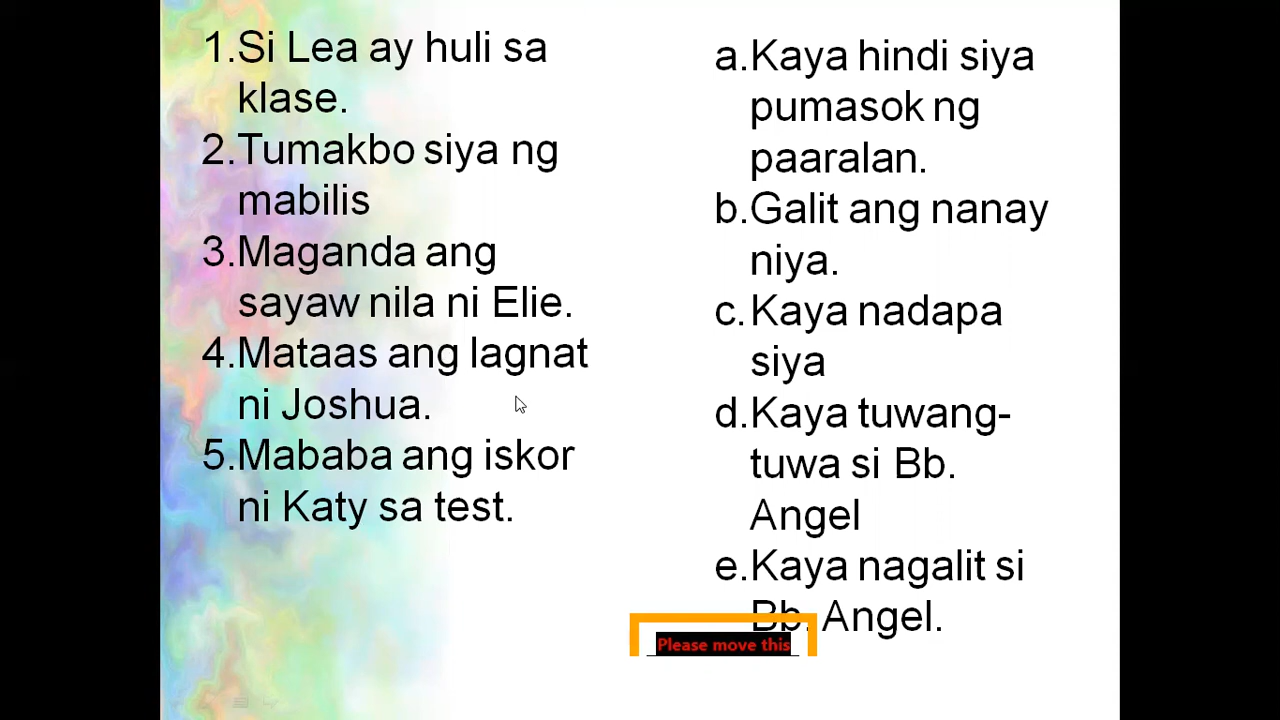 1.Si Lea ay huli sa
klase.
2.Tumakbo siya ng
mabilis
3.Maganda ang
sayaw nila ni Elie.
4.Mataas ang lagnat
ni Joshua.
5.Mababa ang iskor
ni Katy sa test.
a.Kaya hindi siya
pumasok ng
paaralan.
b.Galit ang nanay
niya.
c.Kaya nadapa
siya
d.Kaya tuwang-
tuwa si Bb.
Angel
e.Kaya nagalit si
Bb. Angel.
Please move this